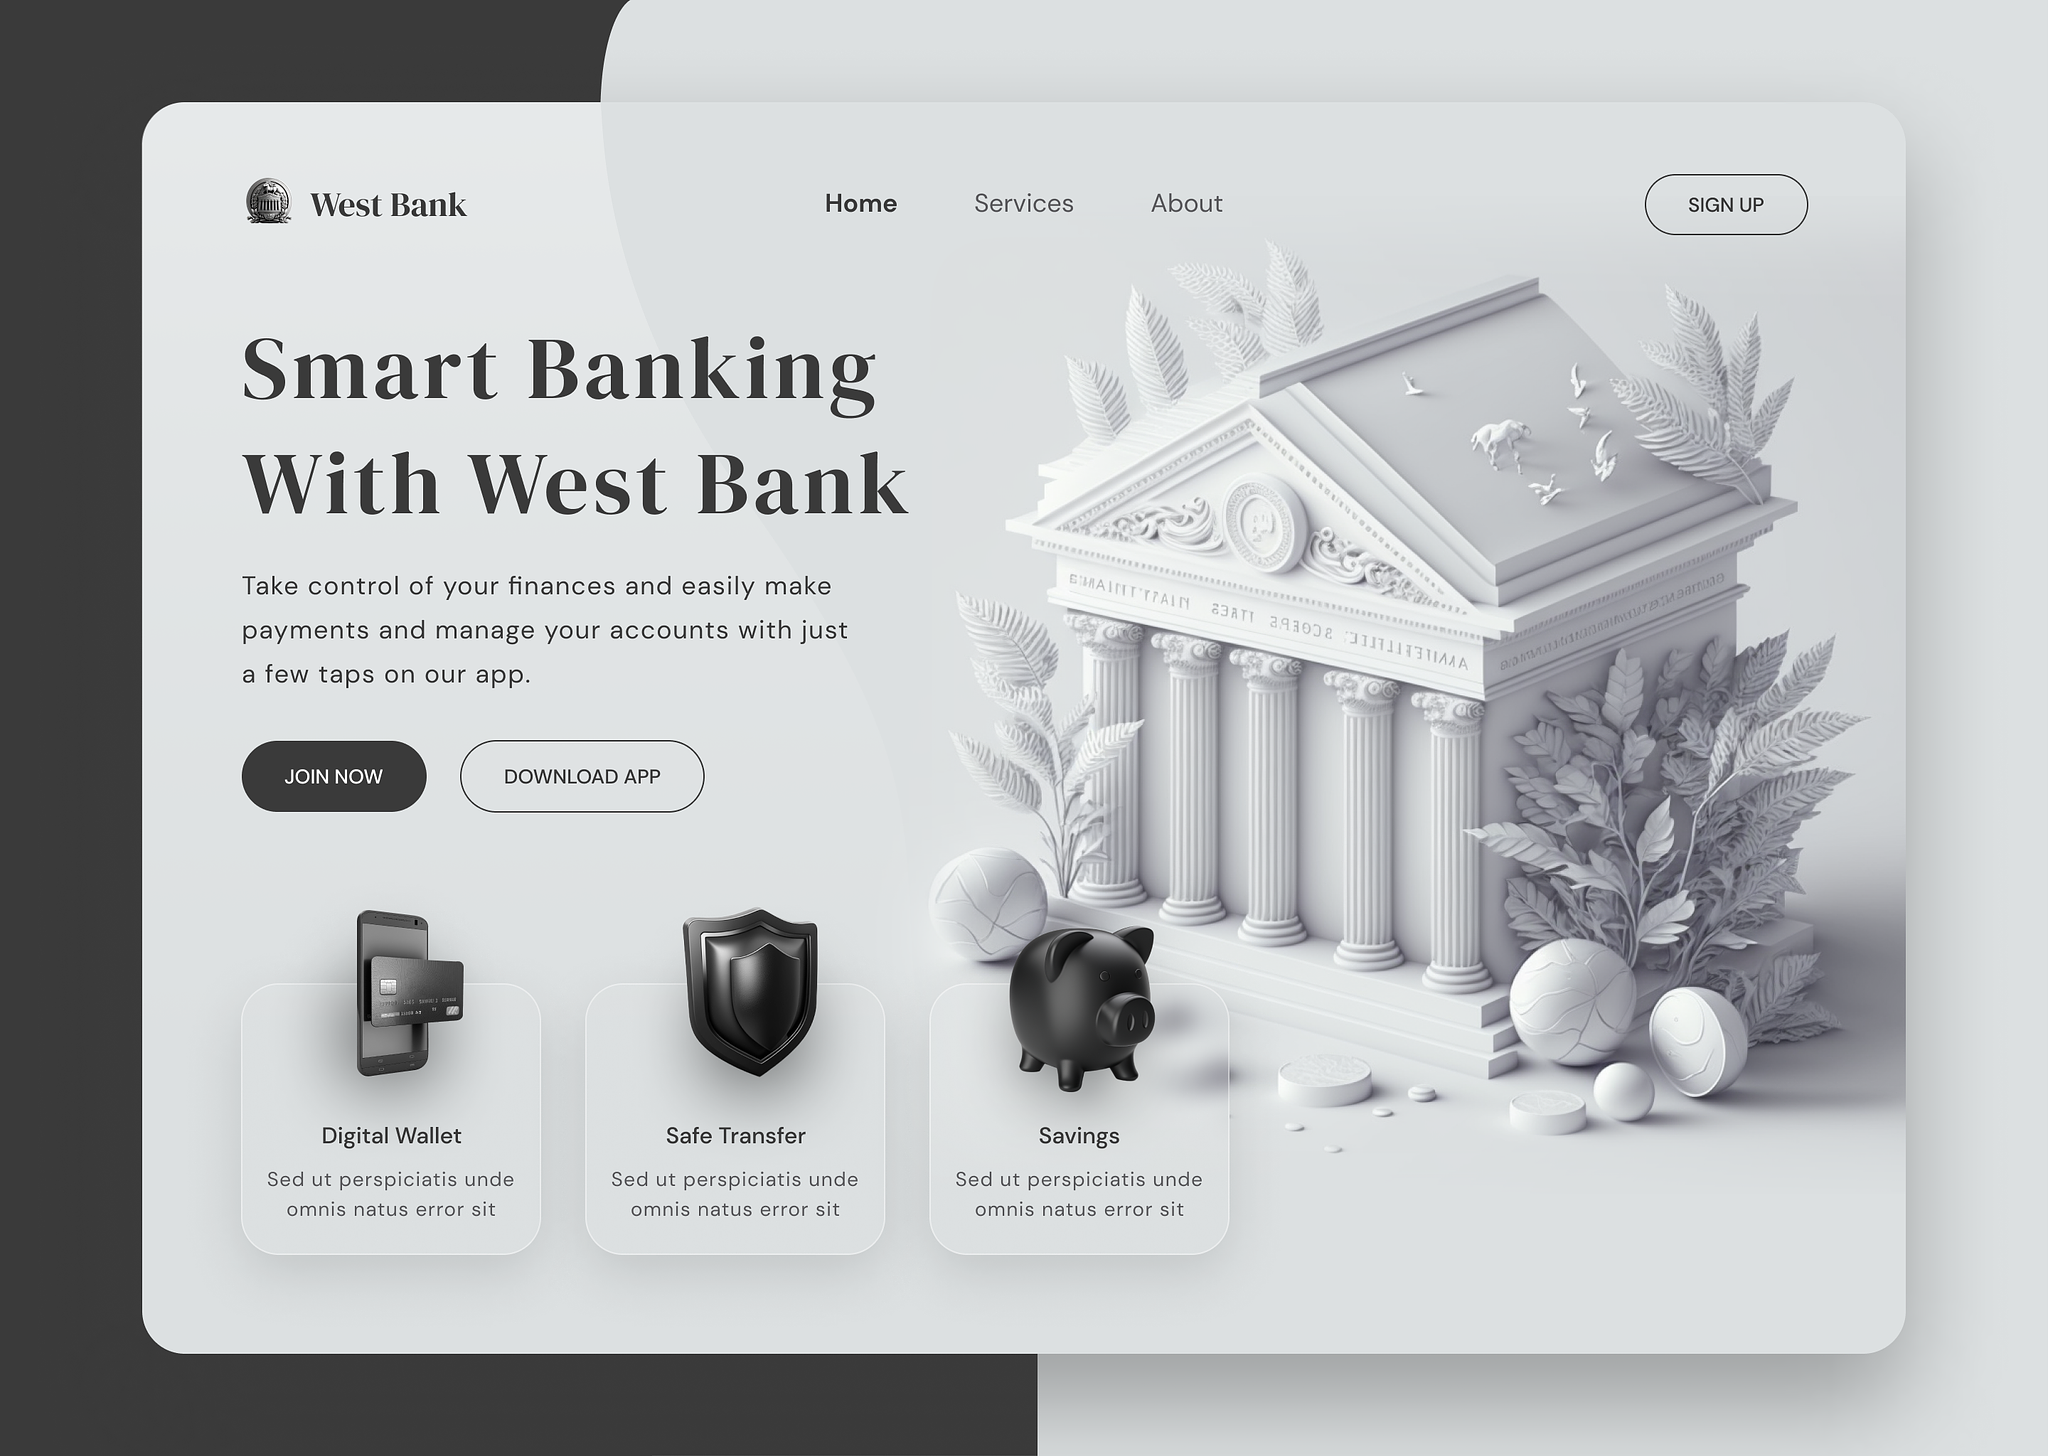 West Bank
Home
Services
About
SIGN UP
Smart Banking
With West Bank
Take control of your finances and easily make
payments and manage your accounts with just
a few taps on our app.
JOIN NOW
DOWNLOAD APP
Digital Wallet
Sed ut perspiciatis unde
omnis natus error sit
Safe Transfer
Sed ut perspiciatis unde
omnis natus error sit
Savings
Sed ut perspiciatis unde
omnis natus error sit